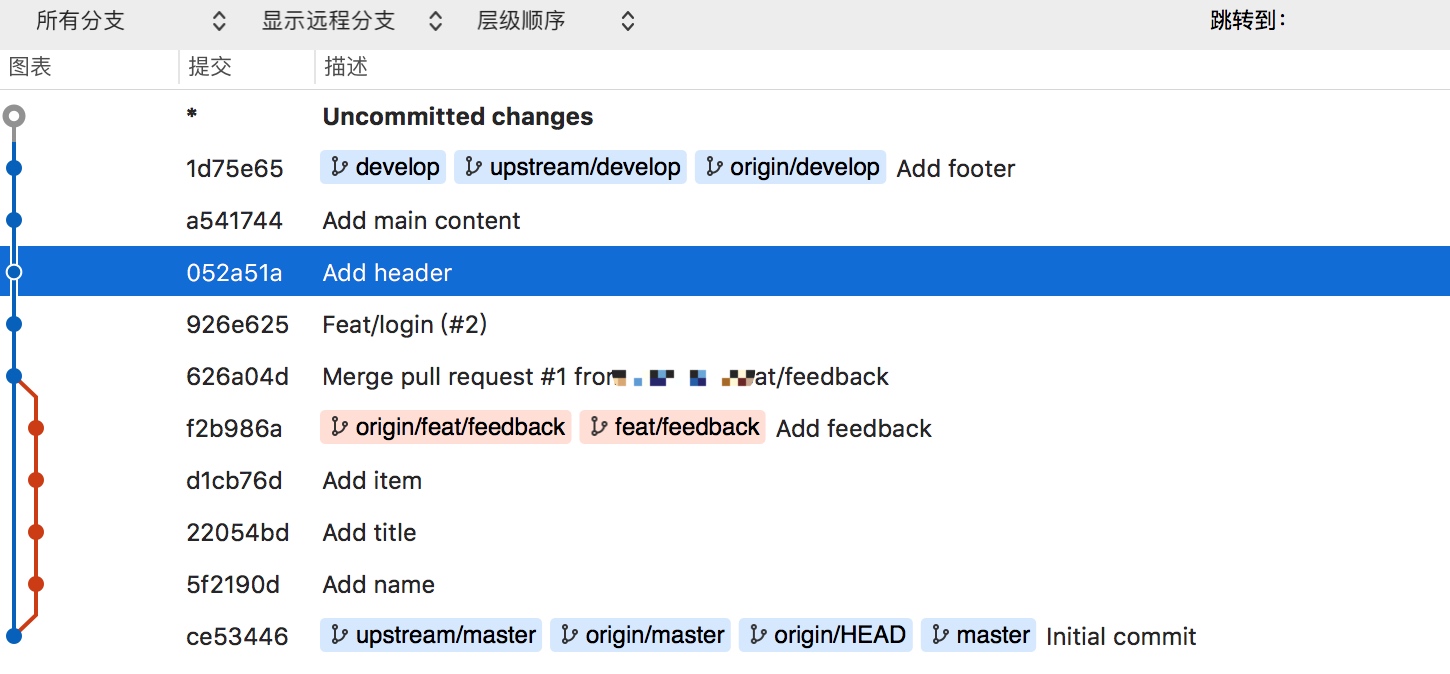 所有分支 显示远程分支 层级顺序 跳转到:
图表 提交 描述
* Uncommitted changes
1d75e65 develop upstream/develop origin/develop Add footer
a541744 Add main content
052a51a Add header
926e625 Feat/login (#2)
626a04d Merge pull request #1 from at/feedback
f2b986a origin/feat/feedback feat/feedback Add feedback
d1cb76d Add item
22054bd Add title
5f2190d Add name
ce53446 upstream/master origin/master origin/HEAD master Initial commit